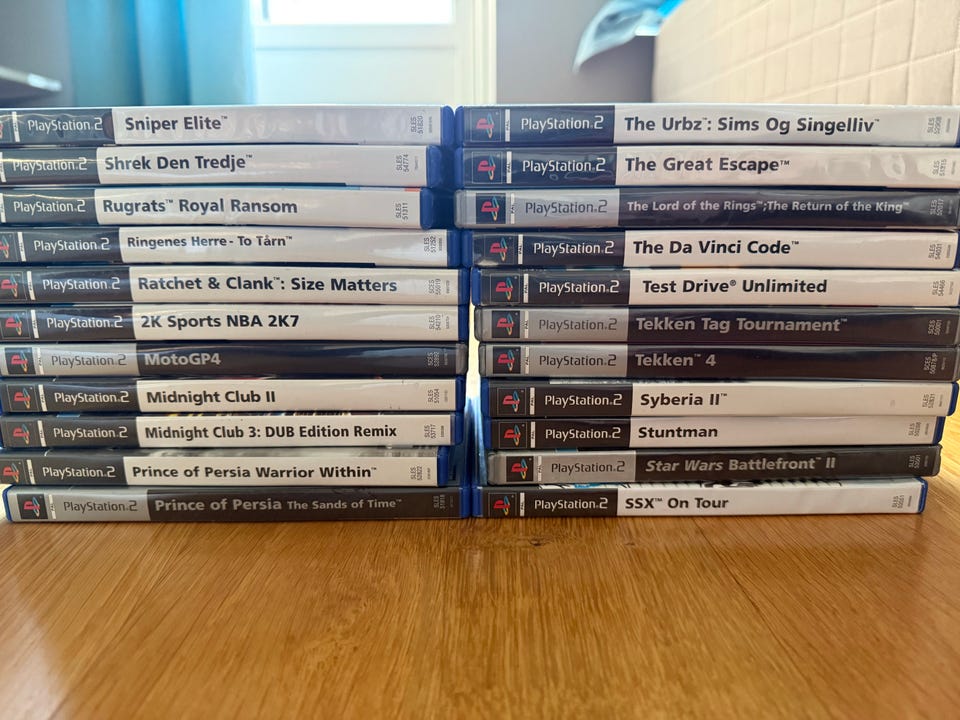 PlayStation.2 Sniper Elite™
PlayStation.2 Shrek Den Tredje™
PlayStation.2 Rugrats™ Royal Ransom
PlayStation.2 Ringenes Herre - To Tårn™
PlayStation.2 Ratchet & Clank™: Size Matters
PlayStation.2 2K Sports NBA 2K7
PlayStation.2 MotoGP4
PlayStation.2 Midnight Club II
PlayStation.2 Midnight Club 3: DUB Edition Remix
PlayStation.2 Prince of Persia Warrior Within™
PlayStation.2 Prince of Persia The Sands of Time™
PlayStation.2 The Urbz™: Sims Og Singelliv™
PlayStation.2 The Great Escape™
PlayStation.2 The Lord of the Rings™;The Return of the King™
PlayStation.2 The Da Vinci Code™
PlayStation.2 Test Drive® Unlimited
PlayStation.2 Tekken Tag Tournament™
PlayStation.2 Tekken™ 4
PlayStation.2 Syberia II™
PlayStation.2 Stuntman
PlayStation.2 Star Wars Battlefront™ II
PlayStation.2 SSX™ On Tour